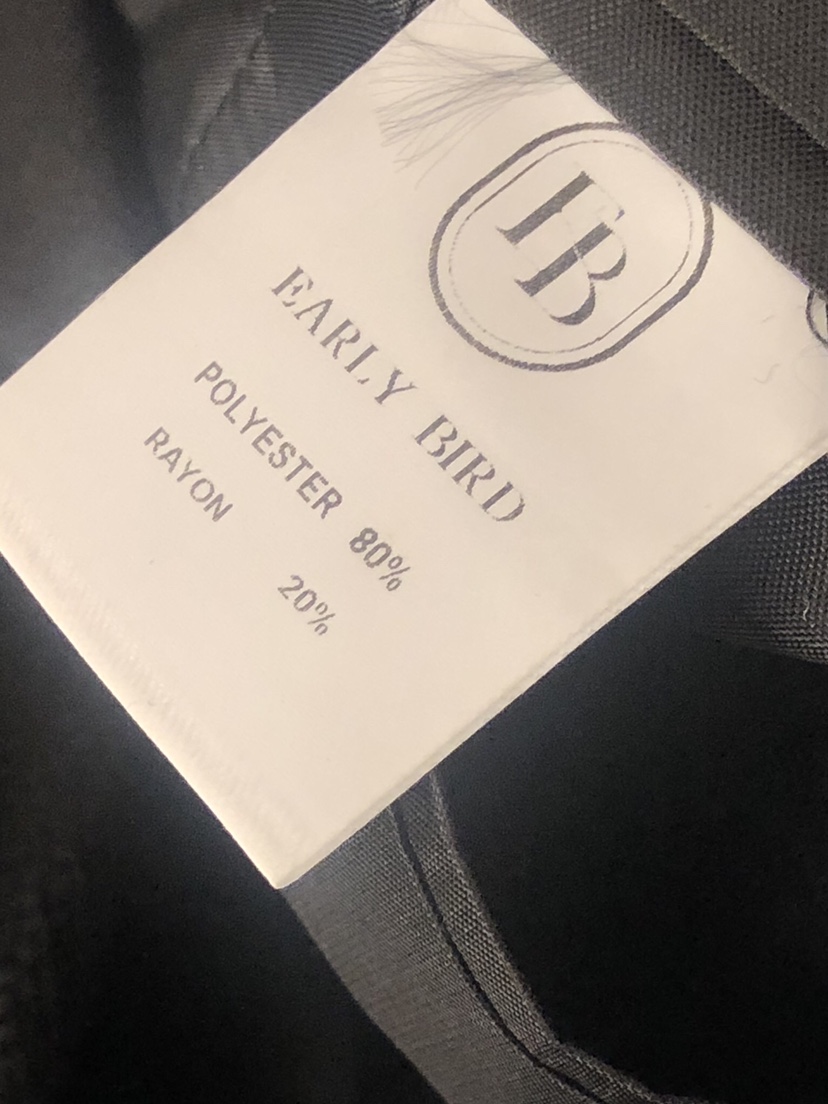 EB
EARLY BIRD
POLYESTER 80%
RAYON 20%